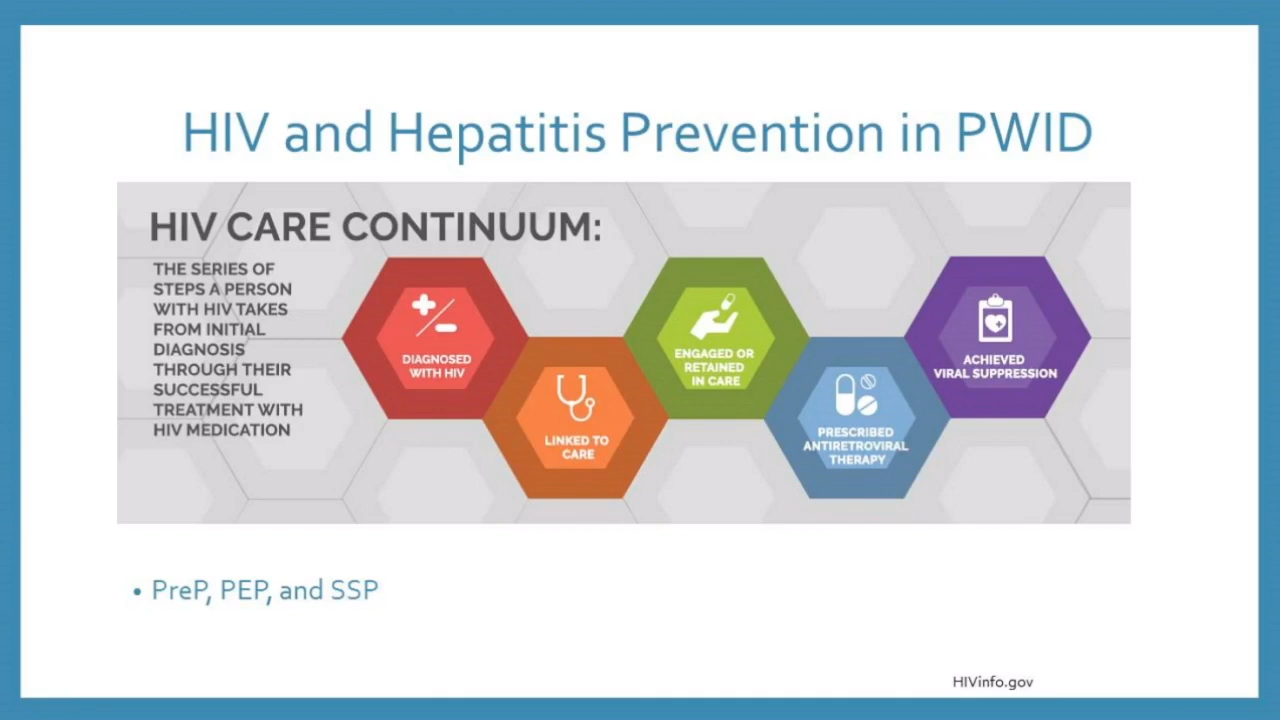 HIV and Hepatitis Prevention in PWID
HIV CARE CONTINUUM:
THE SERIES OF
STEPS A PERSON
WITH HIV TAKES
FROM INITIAL
DIAGNOSIS
THROUGH THEIR
SUCCESSFUL
TREATMENT WITH
HIV MEDICATION
DIAGNOSED
WITH HIV
LINKED TO
CARE
ENGAGED OR
RETAINED
IN CARE
PRESCRIBED
ANTIRETROVIRAL
THERAPY
ACHIEVED
VIRAL SUPPRESSION
• PreP, PEP, and SSP
HIVinfo.gov